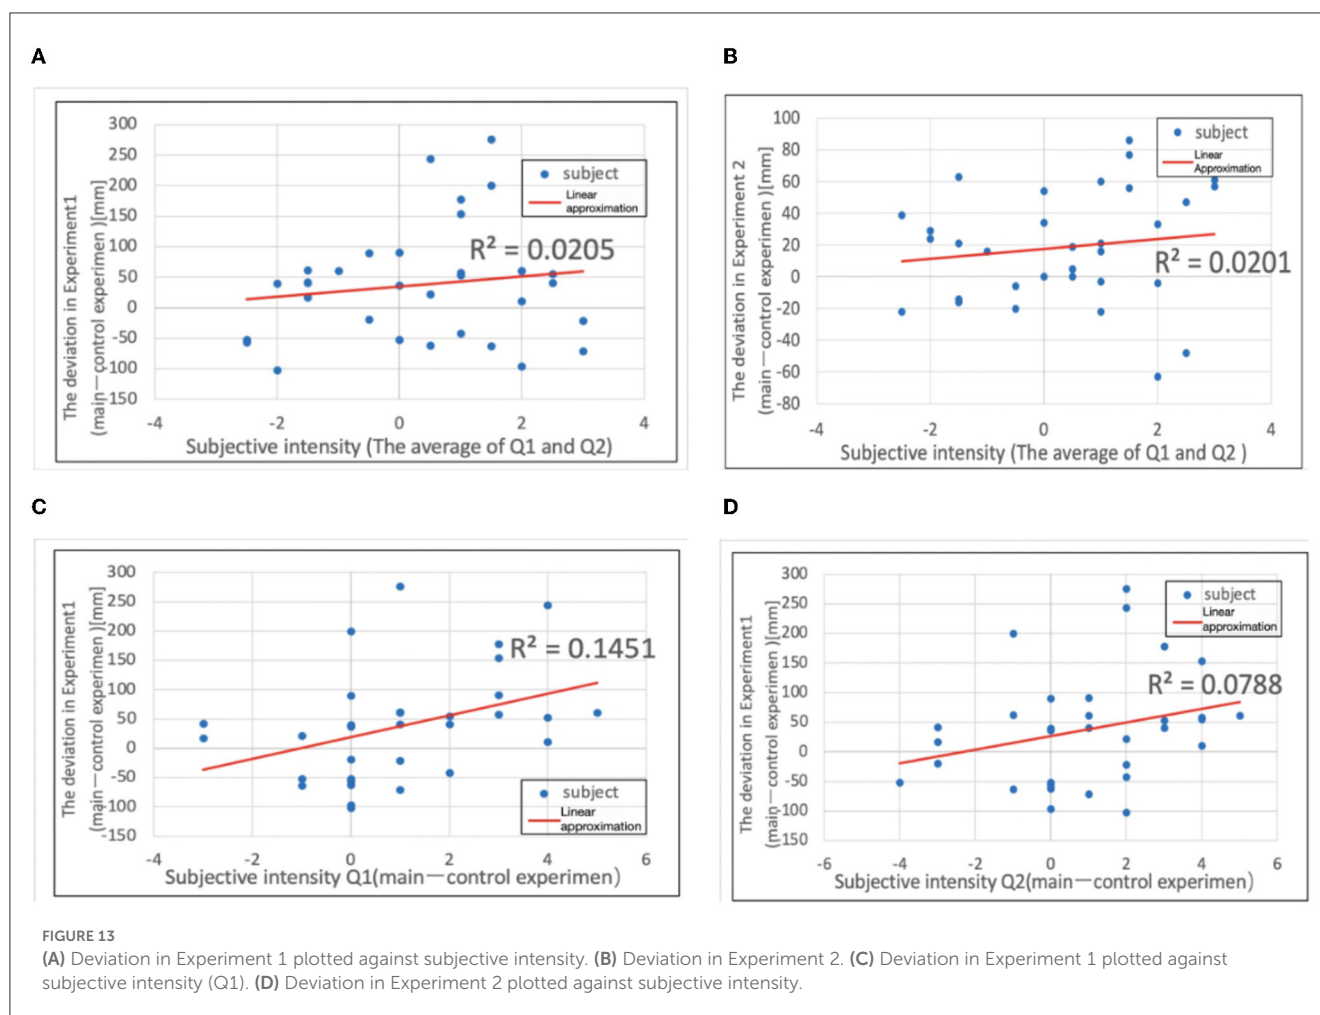 A
300
250
200
150
100
50
0
-50
-100
-150
-4
-2
0
2
4
The deviation in Experiment1
(main－control experimen )[mm]
subject
Linear
approximation
R² = 0.0205
Subjective intensity (The average of Q1 and Q2)
B
100
80
60
40
20
0
-20
-40
-60
-80
-4
-2
0
2
4
The deviation in Experiment 2
(main－control experimen )[mm]
subject
Linear
Approximation
R² = 0.0201
Subjective intensity (The average of Q1 and Q2 )
C
300
250
200
150
100
50
0
-50
-100
-150
-4
-2
0
2
4
6
The deviation in Experiment1
(main－control experimen )[mm]
R² = 0.1451
subject
Linear
approximation
Subjective intensity Q1(main－control experimen)
D
300
250
200
150
100
50
0
-50
100
150
-6
-4
-2
0
2
4
6
The deviation in Experiment1
(main－control experimen )[mm]
subject
Linear
approximation
R² = 0.0788
Subjective intensity Q2(main－control experimen)
FIGURE 13
(A) Deviation in Experiment 1 plotted against subjective intensity. (B) Deviation in Experiment 2. (C) Deviation in Experiment 1 plotted against
subjective intensity (Q1). (D) Deviation in Experiment 2 plotted against subjective intensity.